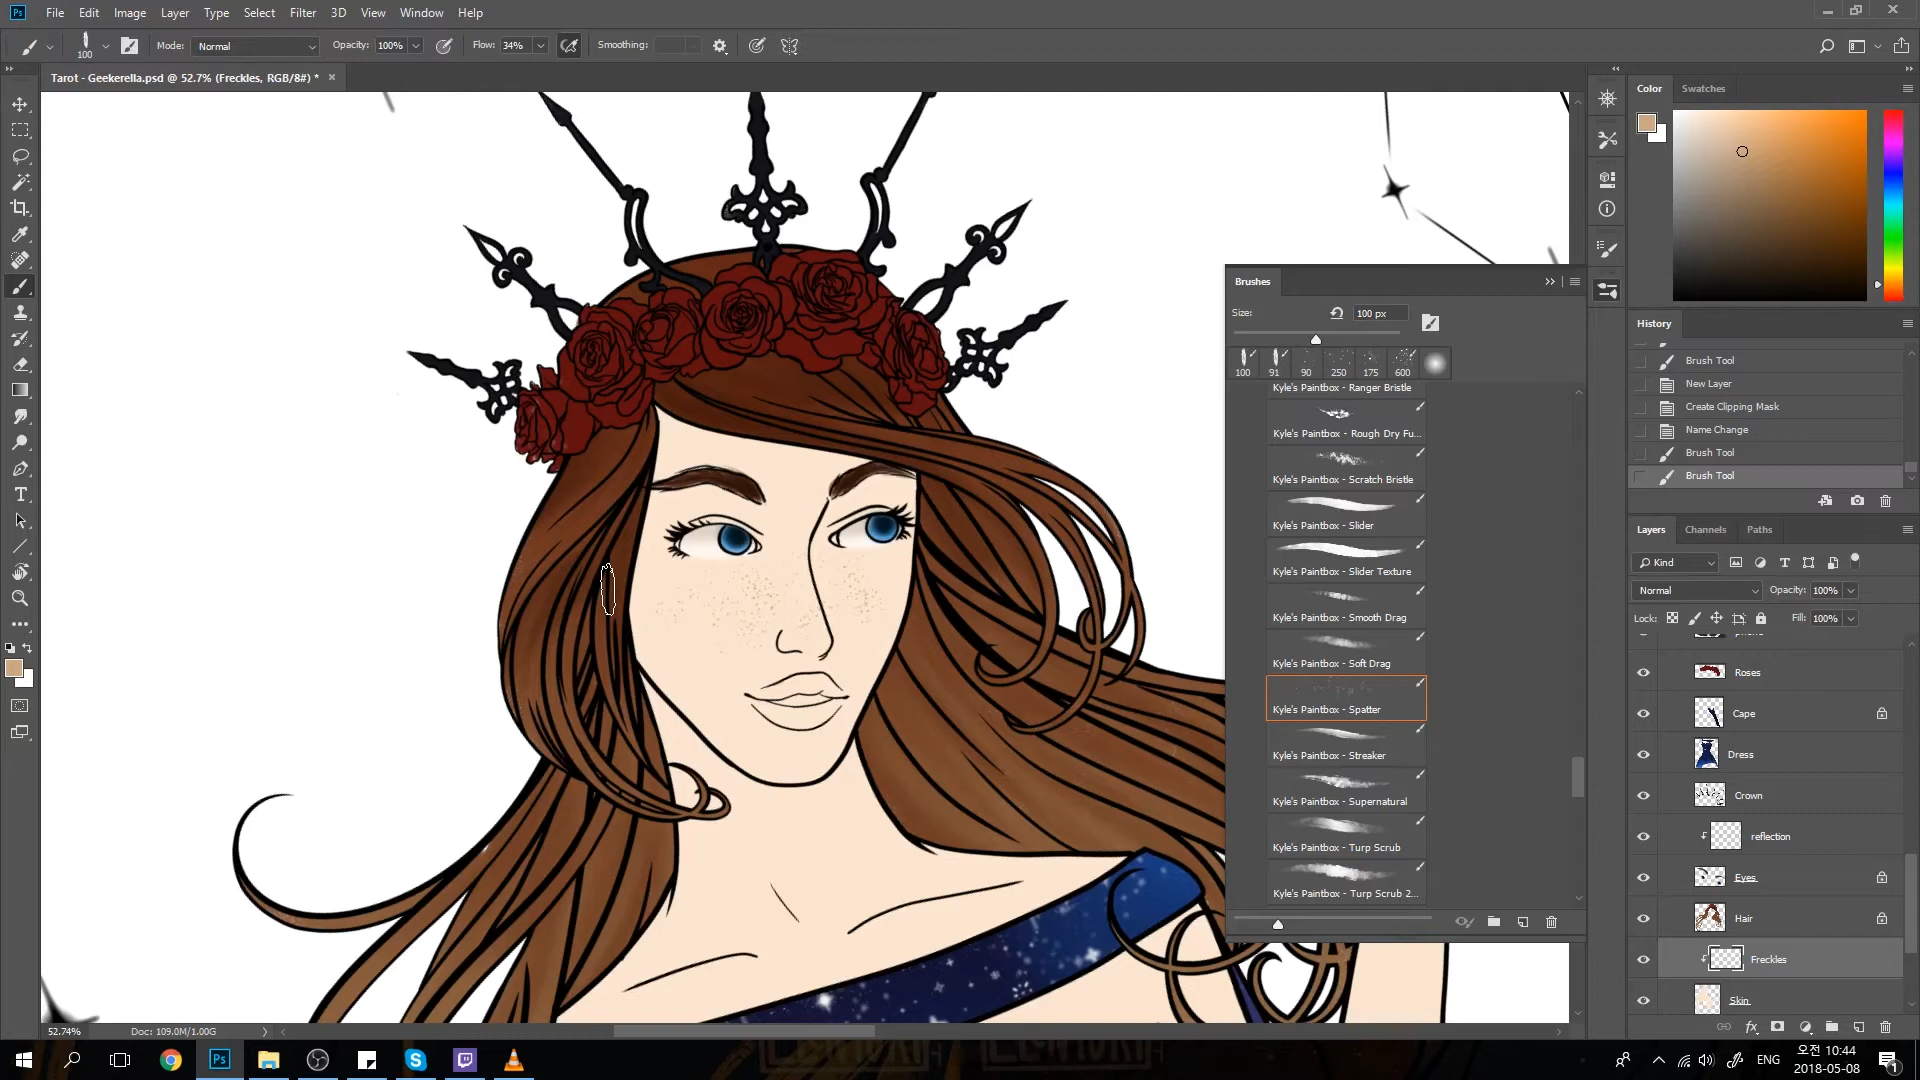 Ps File Edit Image Layer Type Select Filter 3D View Window Help
100 Mode: Normal Opacity: 100% Flow: 34% Smoothing:
Tarot - Geekerella.psd @ 52.7% (Freckles, RGB/8#) * ×
Color Swatches
Brushes
Size: 100 px
100 91 90 250 175 600
Kyle's Paintbox - Ranger Bristle
Kyle's Paintbox - Rough Dry Fu...
Kyle's Paintbox - Scratch Bristle
Kyle's Paintbox - Slider
Kyle's Paintbox - Slider Texture
Kyle's Paintbox - Smooth Drag
Kyle's Paintbox - Soft Drag
Kyle's Paintbox - Spatter
Kyle's Paintbox - Streaker
Kyle's Paintbox - Supernatural
Kyle's Paintbox - Turp Scrub
Kyle's Paintbox - Turp Scrub 2...
History
Brush Tool
New Layer
Create Clipping Mask
Name Change
Brush Tool
Brush Tool
Layers Channels Paths
Kind
Normal Opacity: 100%
Lock: Fill: 100%
Roses
Cape
Dress
Crown
reflection
Eyes
Hair
Freckles
Skin
52.74% Doc: 109.0M/1.00G
ENG 오전 10:44
2018-05-08
1